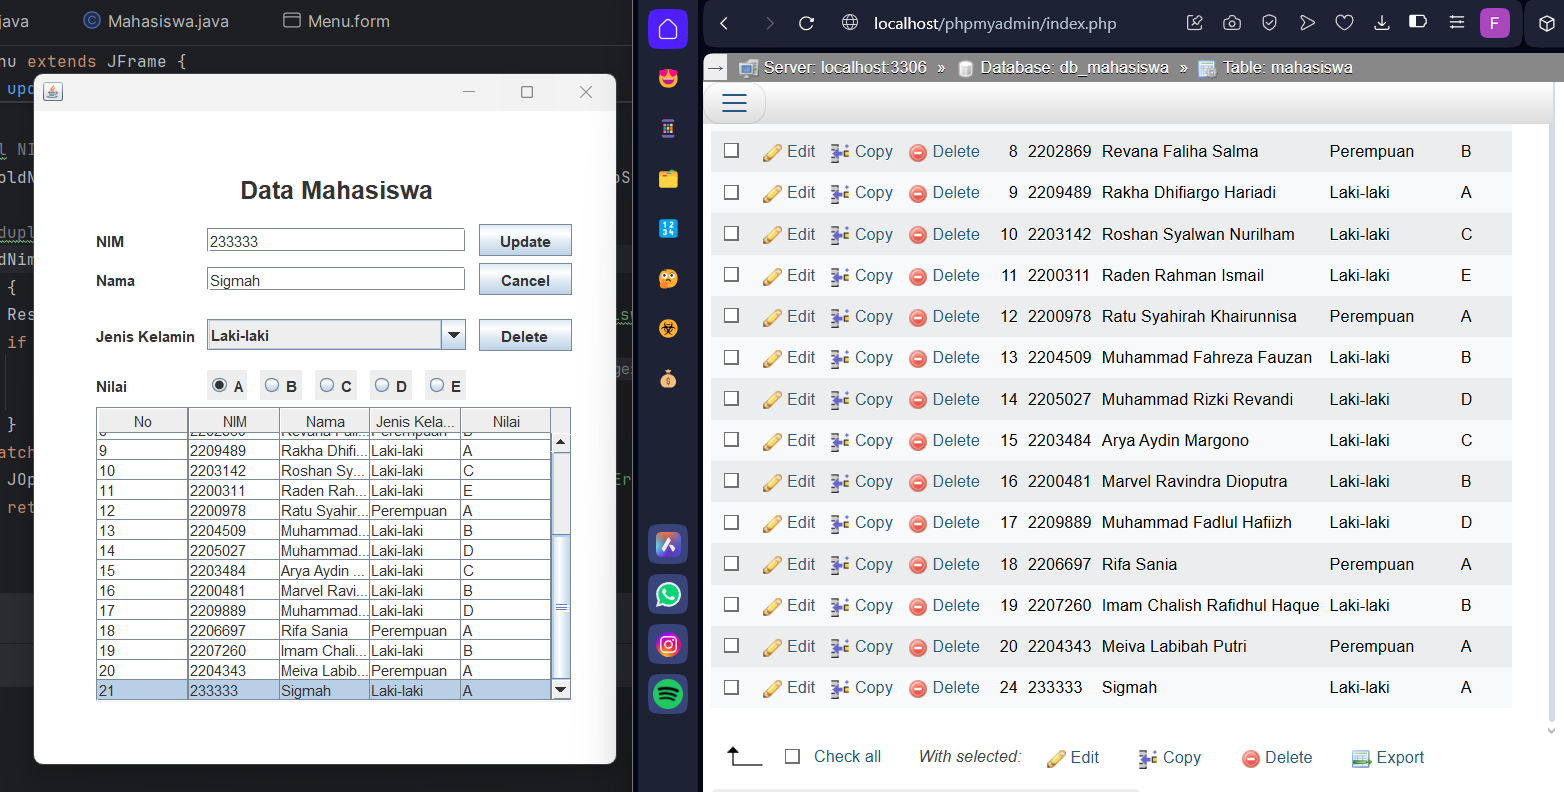 java
Mahasiswa.java
Menu.form
nu extends JFrame {
upd
l NI
oldN
oS
dupl
dNim
{
Res
isw
if
ge:
}
atch
JOp
Er
ret
Data Mahasiswa
NIM 233333 Update
Nama Sigmah Cancel
Jenis Kelamin Laki-laki Delete
Nilai A B C D E
No NIM Nama Jenis Kela... Nilai
9 2209489 Rakha Dhifi... Laki-laki A
10 2203142 Roshan Sy... Laki-laki C
11 2200311 Raden Rah... Laki-laki E
12 2200978 Ratu Syahir... Perempuan A
13 2204509 Muhammad... Laki-laki B
14 2205027 Muhammad... Laki-laki D
15 2203484 Arya Aydin ... Laki-laki C
16 2200481 Marvel Ravi... Laki-laki B
17 2209889 Muhammad... Laki-laki D
18 2206697 Rifa Sania Perempuan A
19 2207260 Imam Chali... Laki-laki B
20 2204343 Meiva Labib... Perempuan A
21 233333 Sigmah Laki-laki A
localhost/phpmyadmin/index.php
F
Server: localhost:3306 » Database: db_mahasiswa » Table: mahasiswa
Edit Copy Delete 8 2202869 Revana Faliha Salma Perempuan B
Edit Copy Delete 9 2209489 Rakha Dhifiargo Hariadi Laki-laki A
Edit Copy Delete 10 2203142 Roshan Syalwan Nurilham Laki-laki C
Edit Copy Delete 11 2200311 Raden Rahman Ismail Laki-laki E
Edit Copy Delete 12 2200978 Ratu Syahirah Khairunnisa Perempuan A
Edit Copy Delete 13 2204509 Muhammad Fahreza Fauzan Laki-laki B
Edit Copy Delete 14 2205027 Muhammad Rizki Revandi Laki-laki D
Edit Copy Delete 15 2203484 Arya Aydin Margono Laki-laki C
Edit Copy Delete 16 2200481 Marvel Ravindra Dioputra Laki-laki B
Edit Copy Delete 17 2209889 Muhammad Fadlul Hafiizh Laki-laki D
Edit Copy Delete 18 2206697 Rifa Sania Perempuan A
Edit Copy Delete 19 2207260 Imam Chalish Rafidhul Haque Laki-laki B
Edit Copy Delete 20 2204343 Meiva Labibah Putri Perempuan A
Edit Copy Delete 24 233333 Sigmah Laki-laki A
Check all With selected: Edit Copy Delete Export